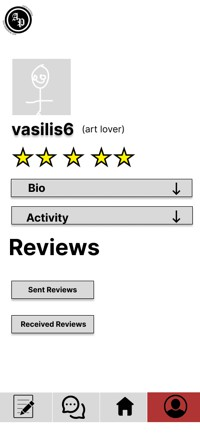 vasilis6 (art lover)
Bio
Activity
Reviews
Sent Reviews
Received Reviews